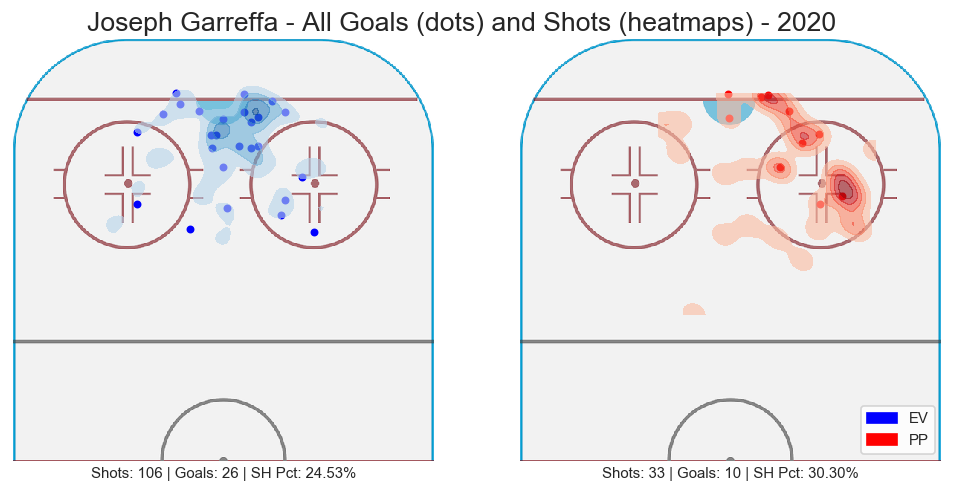 Joseph Garreffa - All Goals (dots) and Shots (heatmaps) - 2020
EV
PP
Shots: 106 | Goals: 26 | SH Pct: 24.53%
Shots: 33 | Goals: 10 | SH Pct: 30.30%